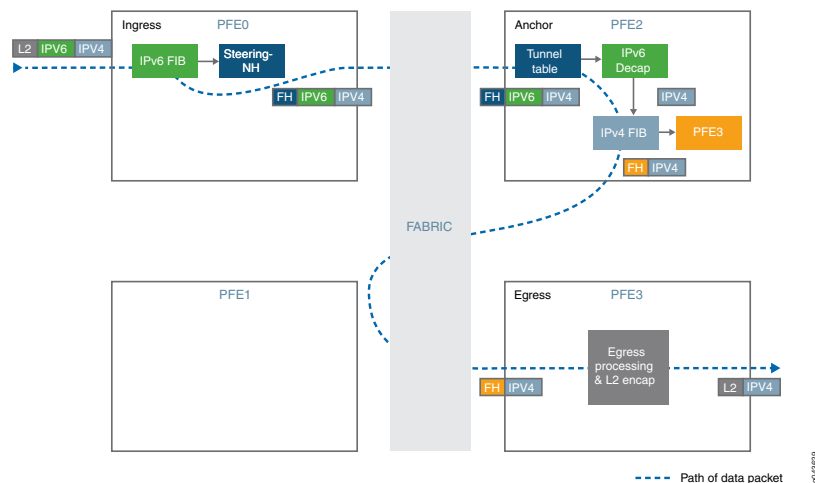 Ingress PFE0
L2 IPV6 IPV4
IPv6 FIB
Steering-
NH
FH IPV6 IPV4
Anchor PFE2
Tunnel
table
IPv6
Decap
FH IPV6 IPV4
IPV4
IPv4 FIB
PFE3
FH IPV4
FABRIC
PFE1
Egress PFE3
Egress
processing
& L2 encap
FH IPV4
L2 IPV4
Path of data packet